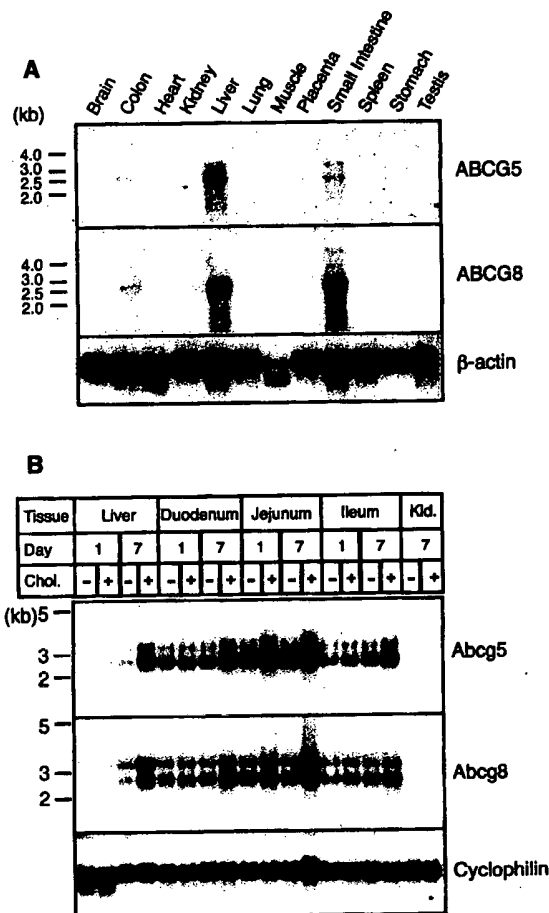 A
Brain Colon Heart Kidney Liver Lung Muscle Placenta Small Intestine Spleen Stomach Testis
(kb)
4.0
3.0
2.5
2.0
ABCG5
4.0
3.0
2.5
2.0
ABCG8
β-actin
B
Tissue Liver Duodenum Jejunum Ileum Kid.
Day 1 7 1 7 1 7 1 7 7
Chol. - + - + - + - + - + - + - + - + - +
(kb) 5
3
2
Abcg5
5
3
2
Abcg8
Cyclophilin